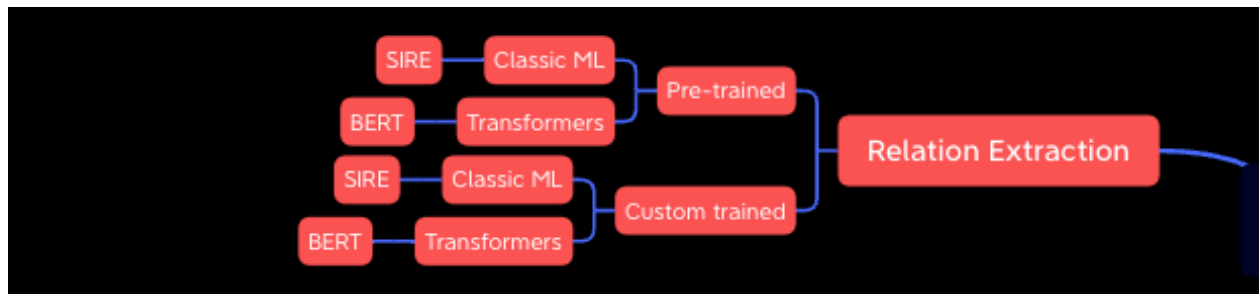 SIRE
Classic ML
Pre-trained
BERT
Transformers
Relation Extraction
SIRE
Classic ML
Custom trained
BERT
Transformers